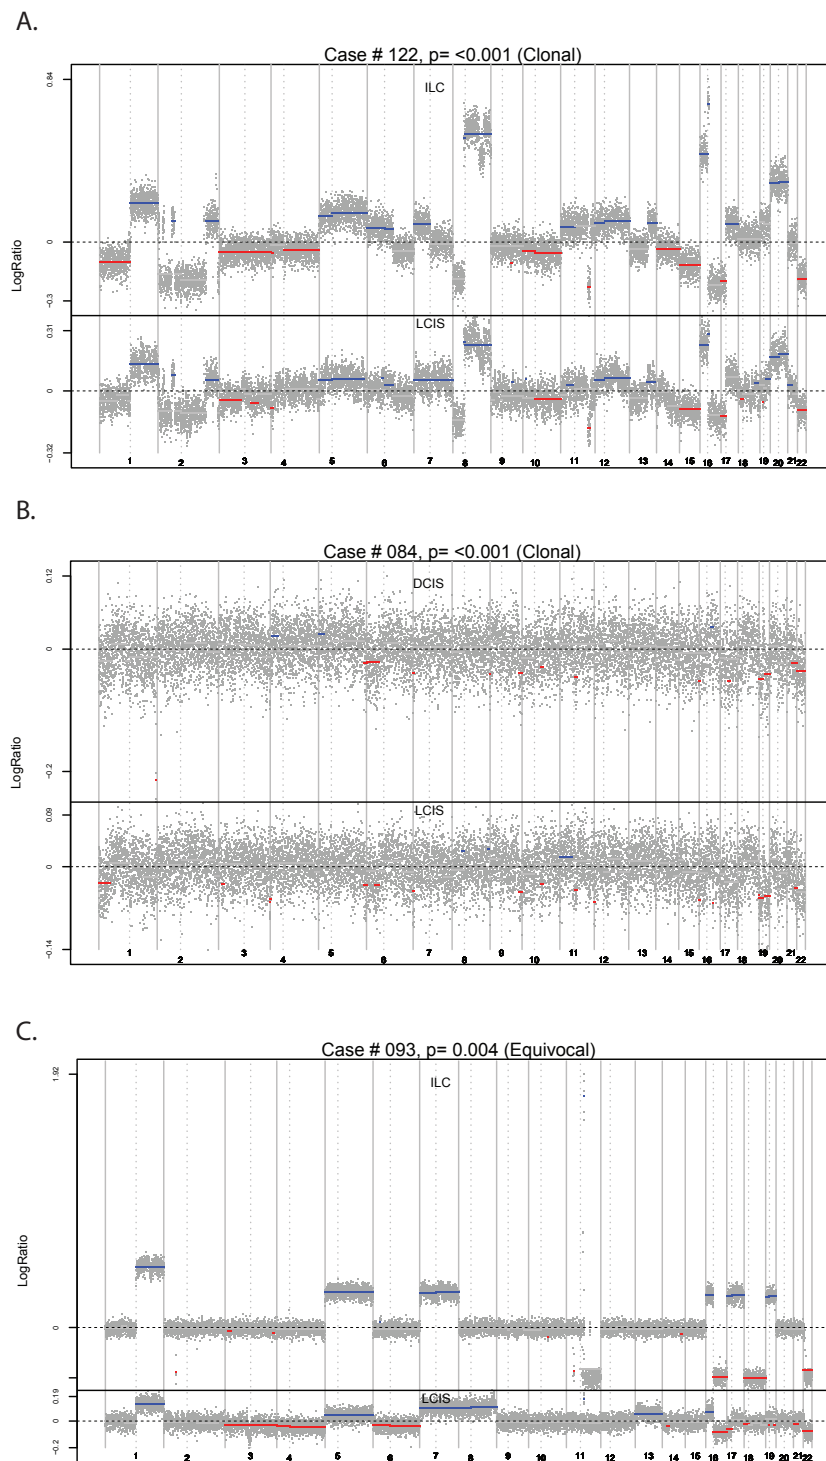 A.
Case # 122, p= <0.001 (Clonal)
ILC
0.84
0
-0.3
LogRatio
LCIS
0.31
0
-0.32
1 2 3 4 5 6 7 8 9 10 11 12 13 14 15 16 17 18 19 20 21 22
B.
Case # 084, p= <0.001 (Clonal)
DCIS
0.12
0
-0.2
LogRatio
LCIS
0.09
0
-0.14
1 2 3 4 5 6 7 8 9 10 11 12 13 14 15 16 17 18 19 20 21 22
C.
Case # 093, p= 0.004 (Equivocal)
ILC
1.92
0
LogRatio
LCIS
0.19
0
-0.2
1 2 3 4 5 6 7 8 9 10 11 12 13 14 15 16 17 18 19 20 21 22